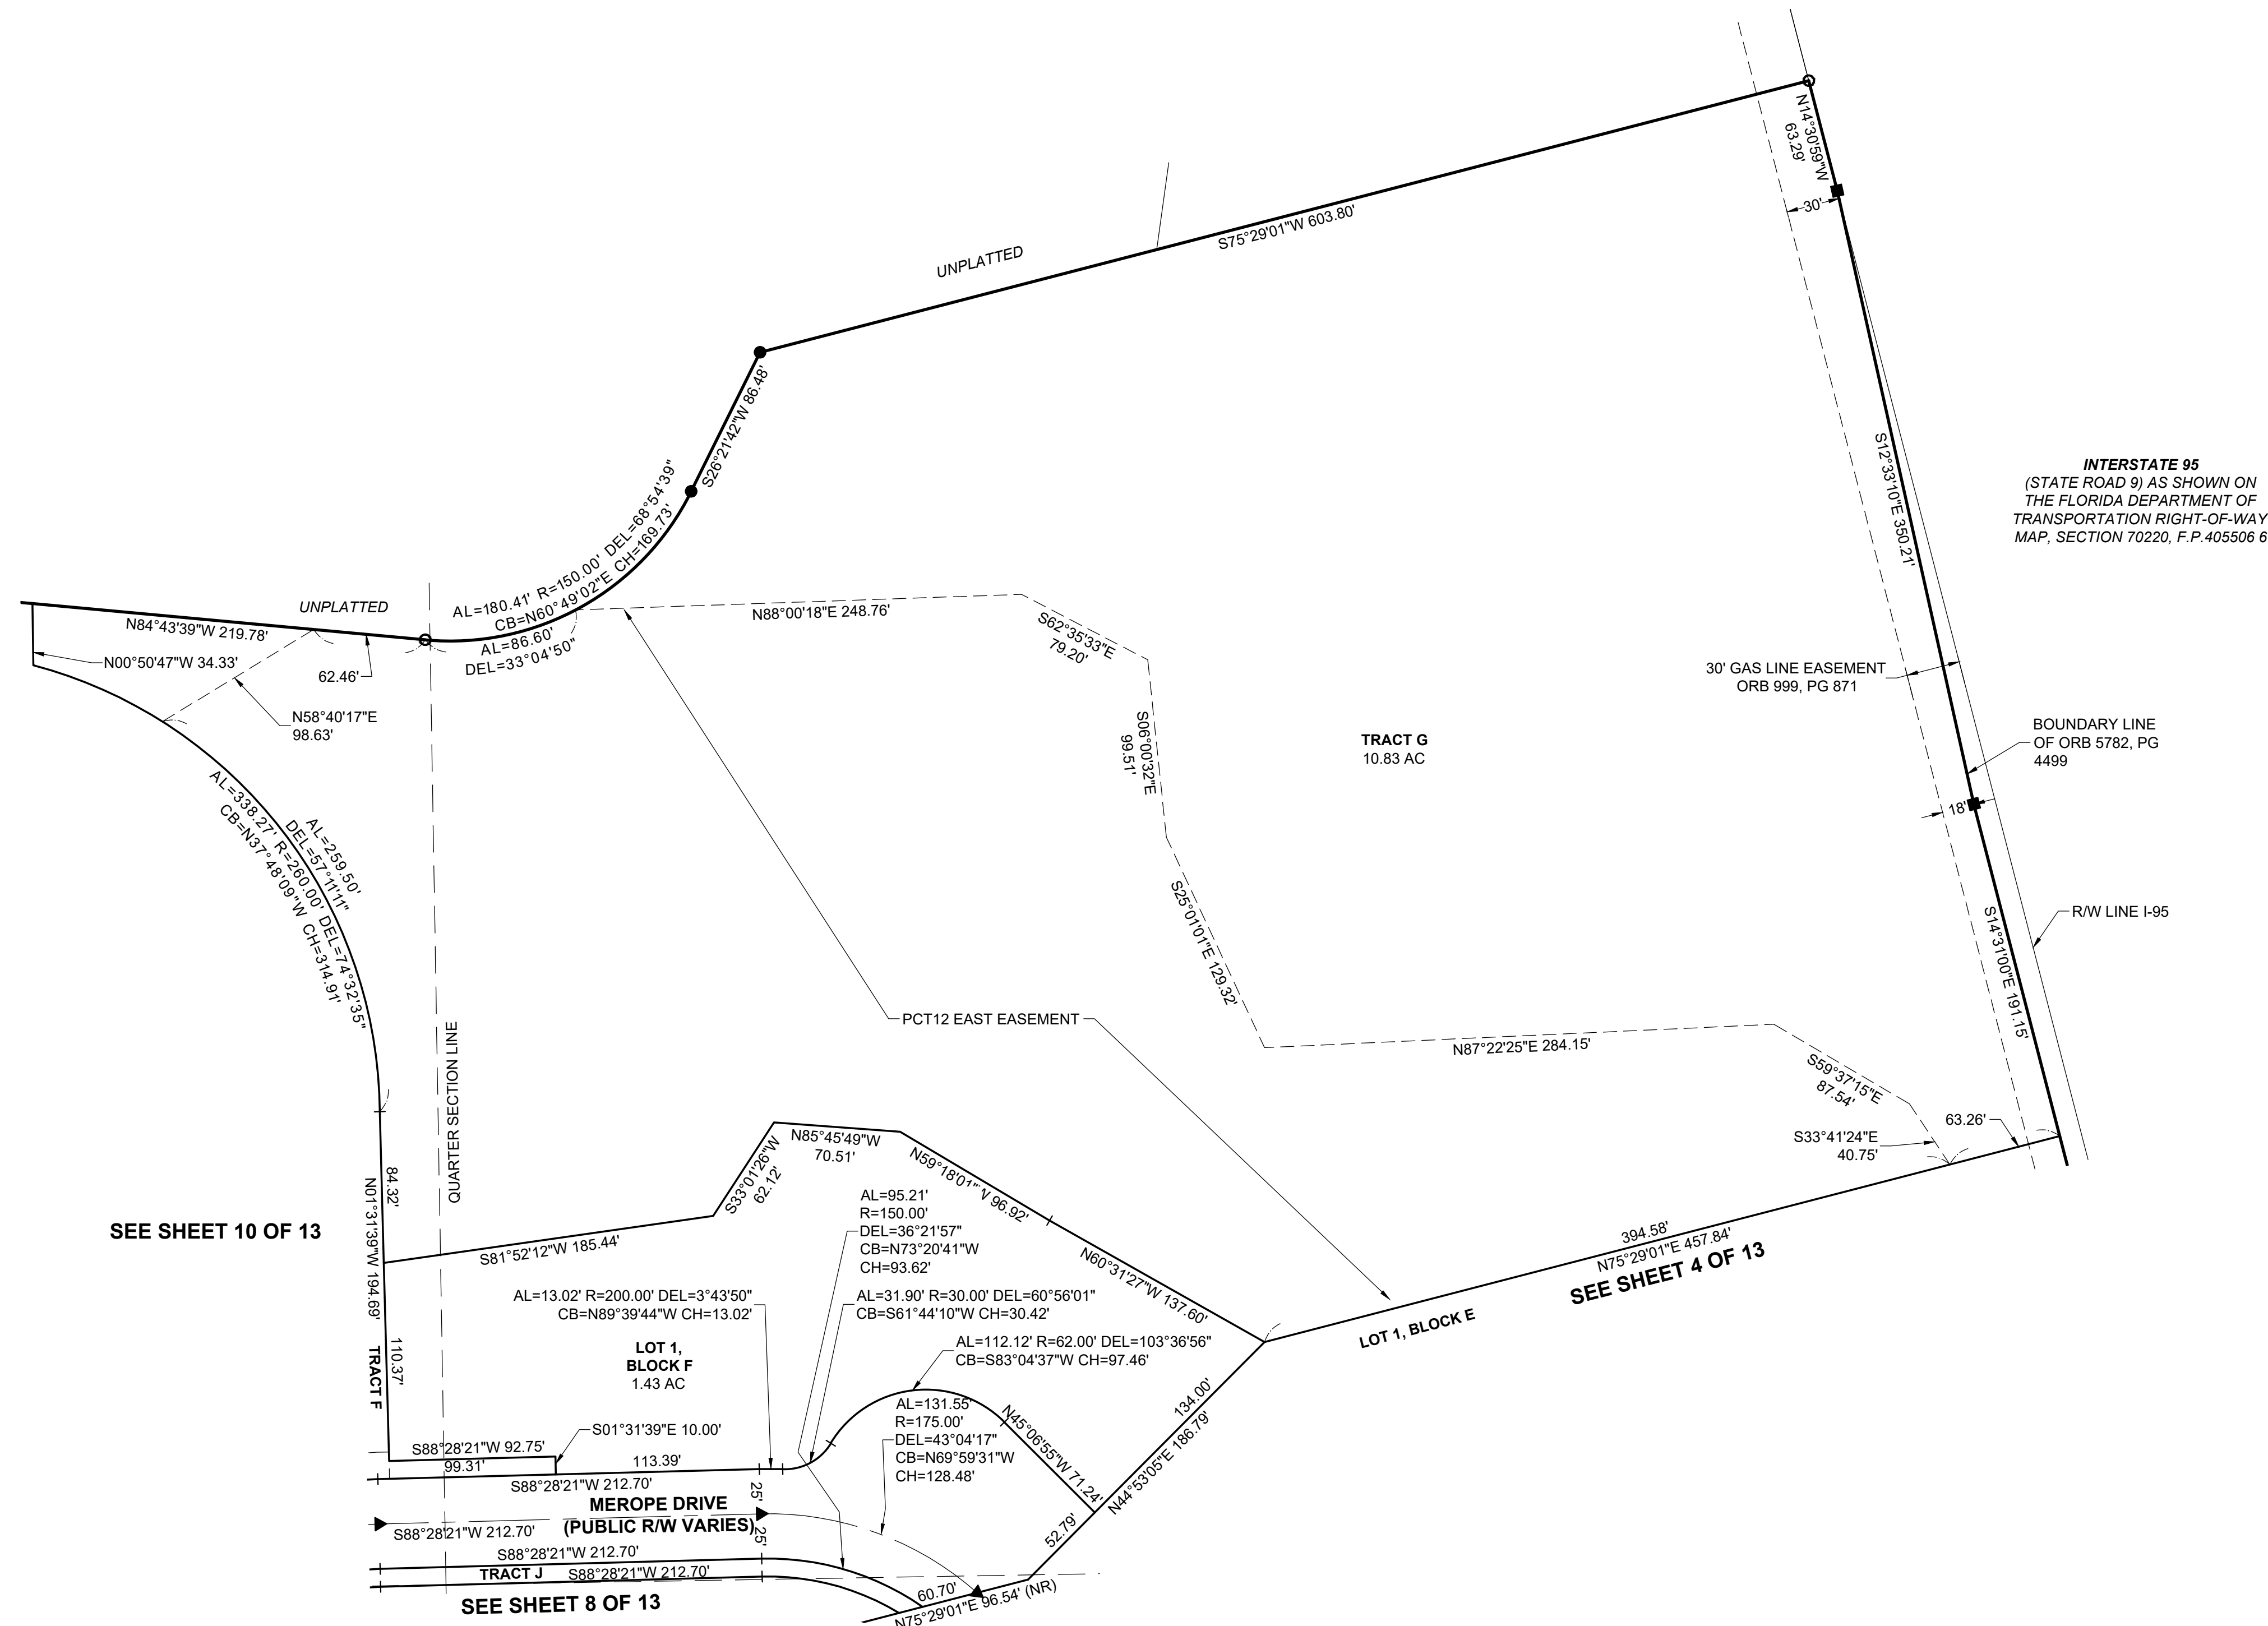 N14°30'59"W
63.29'
30'
S75°29'01"W 603.80'
UNPLATTED
S26°21'42"W 86.48'
S12°33'10"E 350.21'
INTERSTATE 95
(STATE ROAD 9) AS SHOWN ON
THE FLORIDA DEPARTMENT OF
TRANSPORTATION RIGHT-OF-WAY
MAP, SECTION 70220, F.P.405506 6
AL=180.41' R=150.00' DEL=68°54'39"
CB=N60°49'02"E CH=169.73'
AL=86.60'
DEL=33°04'50"
UNPLATTED
N84°43'39"W 219.78'
N00°50'47"W 34.33'
62.46'
N58°40'17"E
98.63'
N88°00'18"E 248.76'
S62°35'33"E
79.20'
S06°00'32"E
99.51'
TRACT G
10.83 AC
30' GAS LINE EASEMENT
ORB 999, PG 871
BOUNDARY LINE
OF ORB 5782, PG
4499
18'
AL=259.50'
DEL=57°11'11"
AL=338.27' R=260.00' DEL=74°32'35"
CB=N37°48'09"W CH=314.91'
S25°01'01"E 129.32'
R/W LINE I-95
S14°31'00"E 191.15'
PCT12 EAST EASEMENT
N87°22'25"E 284.15'
S59°37'15"E
87.54'
63.26'
S33°41'24"E
40.75'
QUARTER SECTION LINE
84.32'
N01°31'39"W 194.69'
SEE SHEET 10 OF 13
S81°52'12"W 185.44'
S33°01'26"W
62.12'
N85°45'49"W
70.51'
N59°18'01" 96.92'
N60°31'27"W 137.60'
AL=95.21'
R=150.00'
DEL=36°21'57"
CB=N73°20'41"W
CH=93.62'
394.58'
N75°29'01"E 457.84'
SEE SHEET 4 OF 13
LOT 1, BLOCK E
AL=13.02' R=200.00' DEL=3°43'50"
CB=N89°39'44"W CH=13.02'
AL=31.90' R=30.00' DEL=60°56'01"
CB=S61°44'10"W CH=30.42'
AL=112.12' R=62.00' DEL=103°36'56"
CB=S83°04'37"W CH=97.46'
LOT 1,
BLOCK F
1.43 AC
110.37'
TRACT F
AL=131.55'
R=175.00'
DEL=43°04'17"
CB=N69°59'31"W
CH=128.48'
N45°06'55"W 71.24'
134.00'
N44°53'05"E 186.79'
52.79'
S01°31'39"E 10.00'
S88°28'21"W 92.75'
99.31'
113.39'
S88°28'21"W 212.70'
25'
MEROPE DRIVE
(PUBLIC R/W VARIES)
S88°28'21"W 212.70'
25'
S88°28'21"W 212.70'
TRACT J
S88°28'21"W 212.70'
SEE SHEET 8 OF 13
60.70'
N75°29'01"E 96.54' (NR)